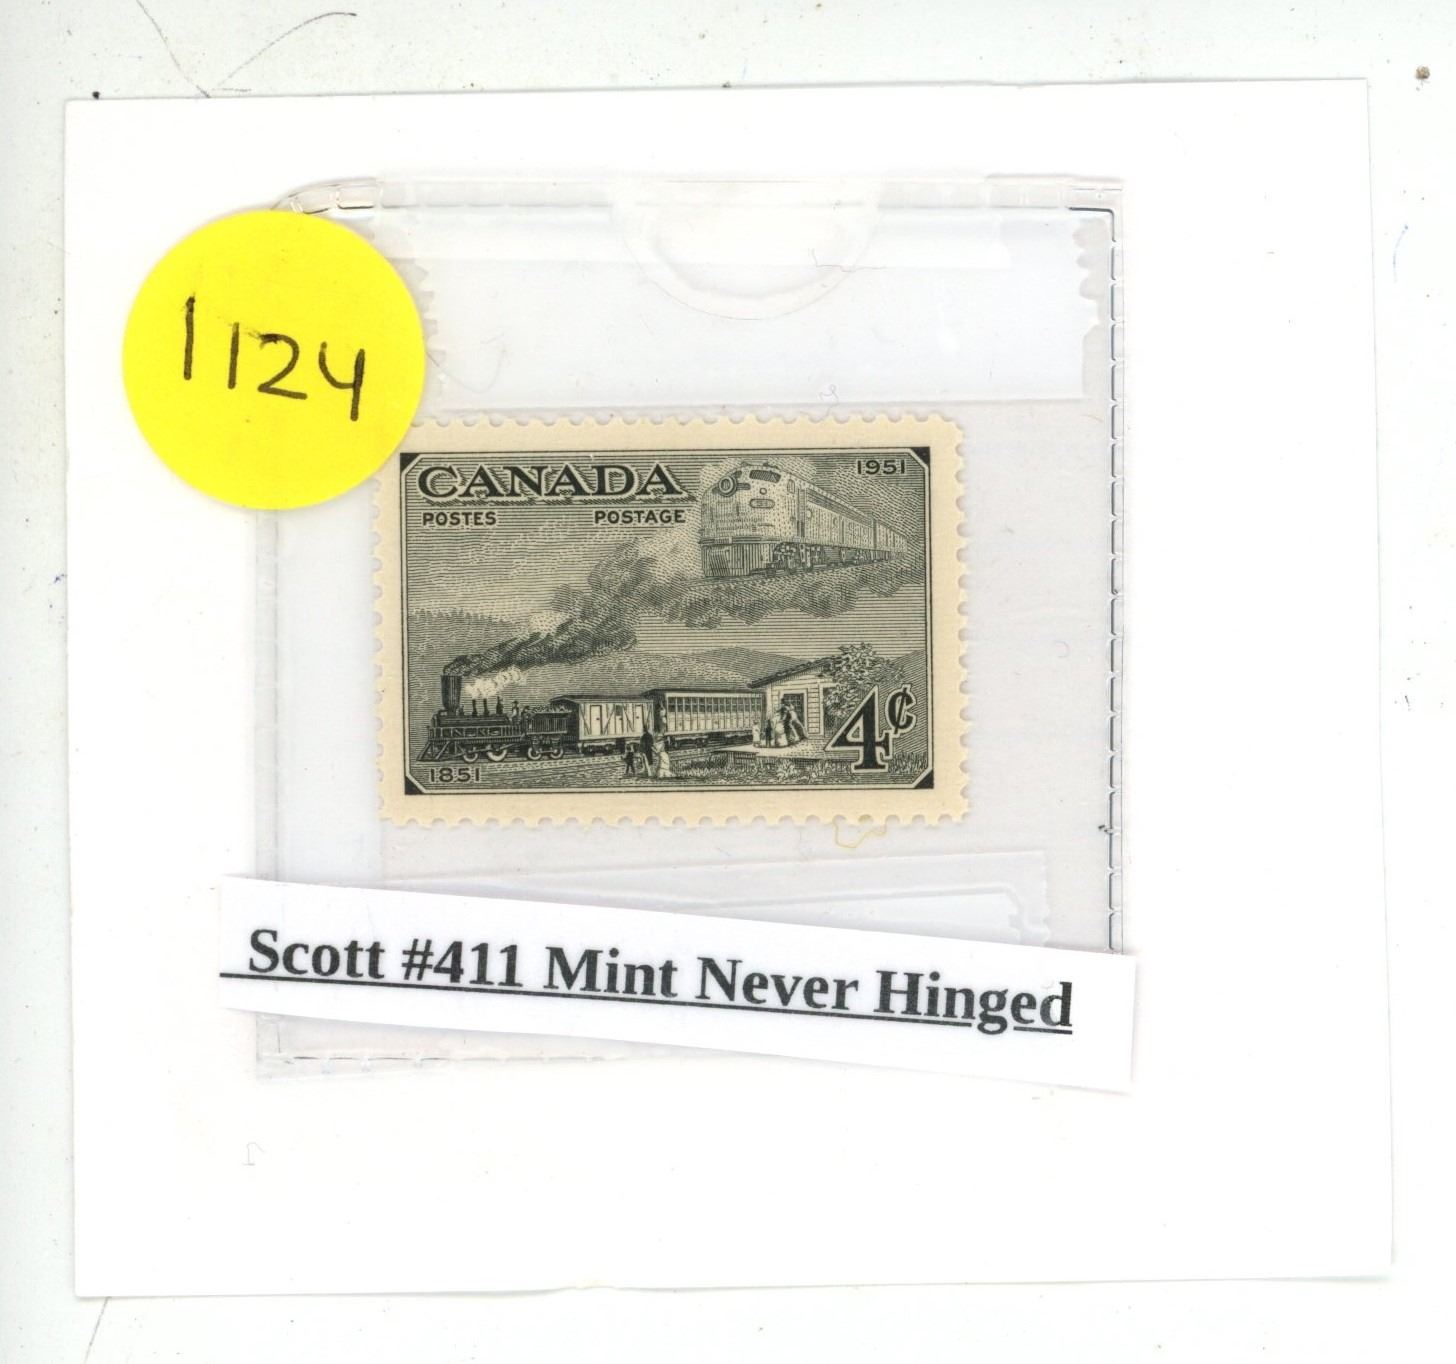 1124
CANADA
1951
POSTES POSTAGE
4¢
1851
Scott #411 Mint Never Hinged